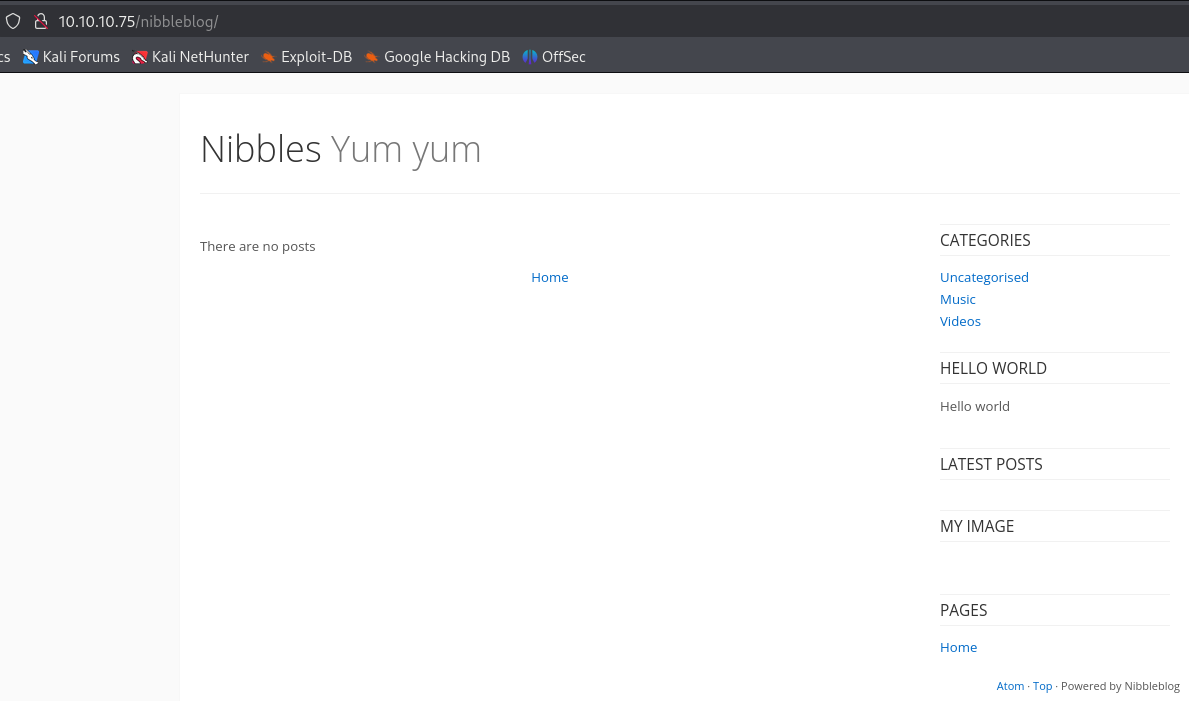 10.10.10.75/nibbleblog/
cs Kali Forums Kali NetHunter Exploit-DB Google Hacking DB OffSec
Nibbles Yum yum
There are no posts
Home
CATEGORIES
Uncategorised
Music
Videos
HELLO WORLD
Hello world
LATEST POSTS
MY IMAGE
PAGES
Home
Atom · Top · Powered by Nibbleblog